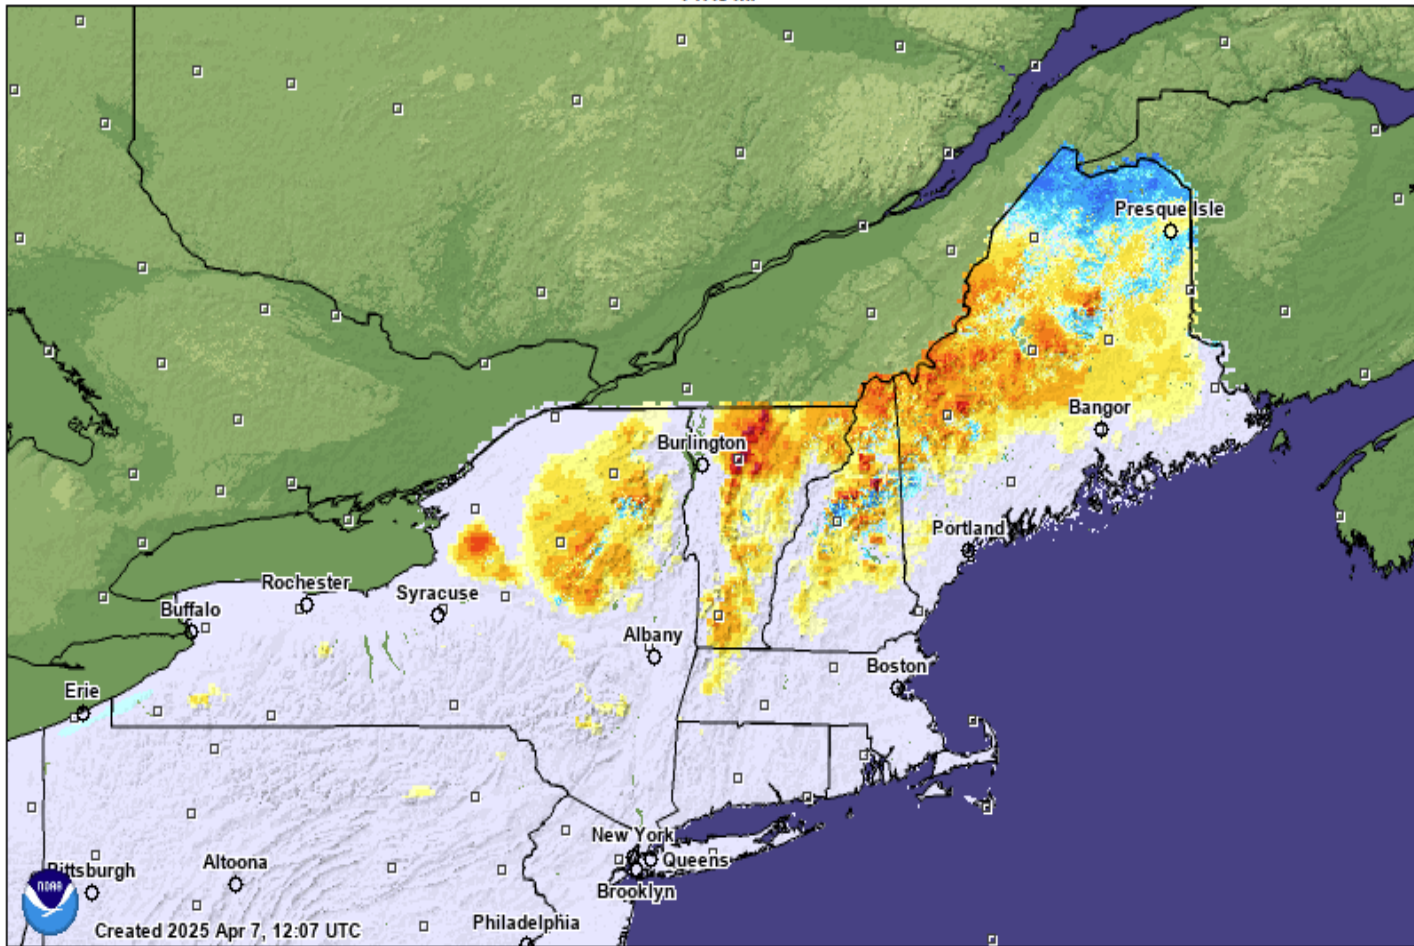 Presque Isle
Bangor
Burlington
Portland
Rochester
Syracuse
Buffalo
Albany
Boston
Erie
New York
Queens
Altoona
Pittsburgh
Brooklyn
NOAA
Philadelphia
Created 2025 Apr 7, 12:07 UTC